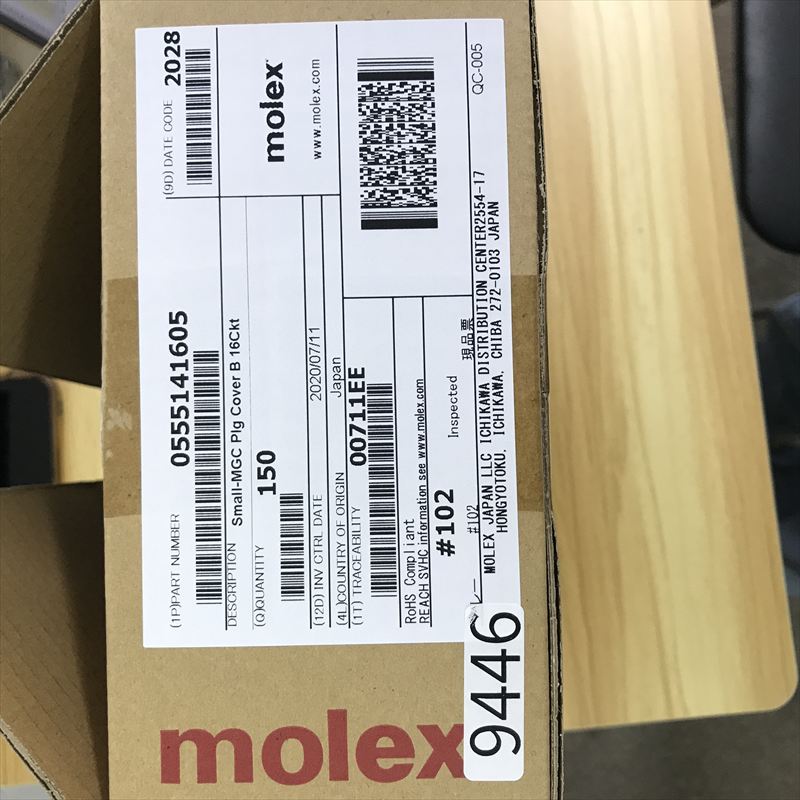 (1P)PART NUMBER
0555141605
(9D) DATE CODE 2028
DESCRIPTION
Small-MGC Plg Cover B 16Ckt
(Q)QUANTITY
150
molex
www.molex.com
(12D) INV CTRL DATE 2020/07/11
(4L)COUNTRY OF ORIGIN Japan
(1T) TRACEABILITY 00711EE
RoHS Compliant
REACH SVHC information see www.molex.com
#102 Inspected
#102 現品票
QC-005
MOLEX JAPAN LLC ICHIKAWA DISTRIBUTION CENTER2554-17
HONGYOTOKU, ICHIKAWA, CHIBA 272-0103 JAPAN
9446
molex